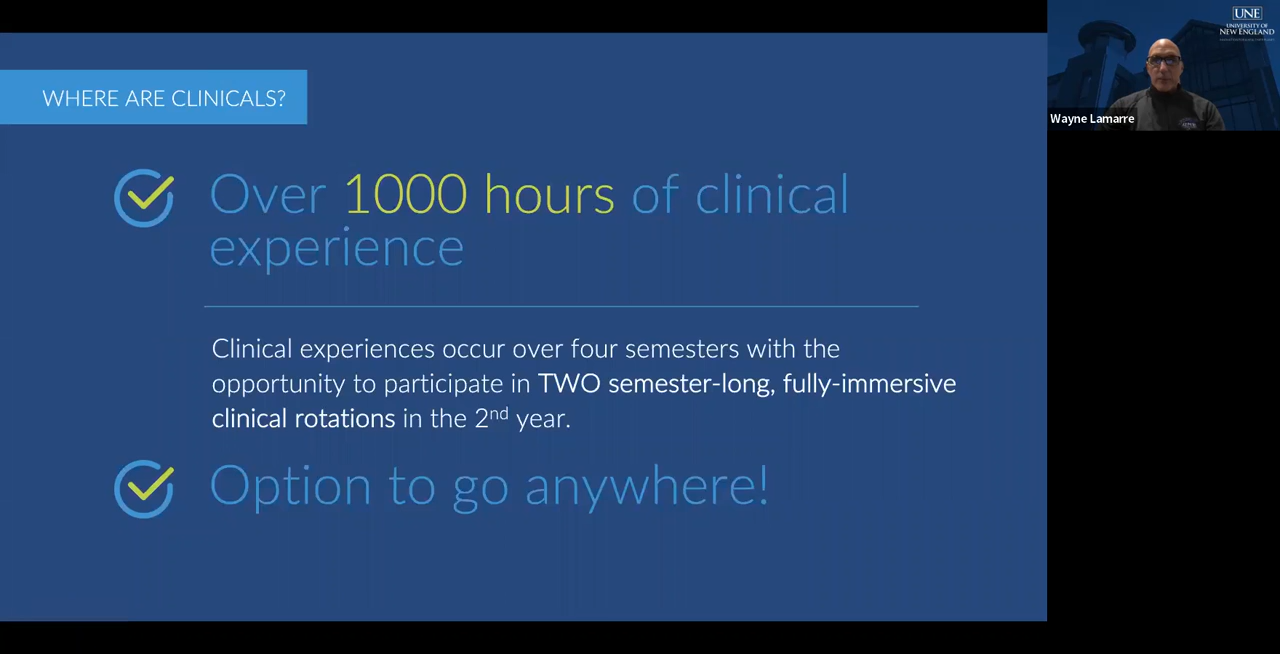 WHERE ARE CLINICALS?
Over 1000 hours of clinical
experience
Clinical experiences occur over four semesters with the
opportunity to participate in TWO semester-long, fully-immersive
clinical rotations in the 2nd year.
Option to go anywhere!
UNE
UNIVERSITY OF
NEW ENGLAND
Wayne Lamarre